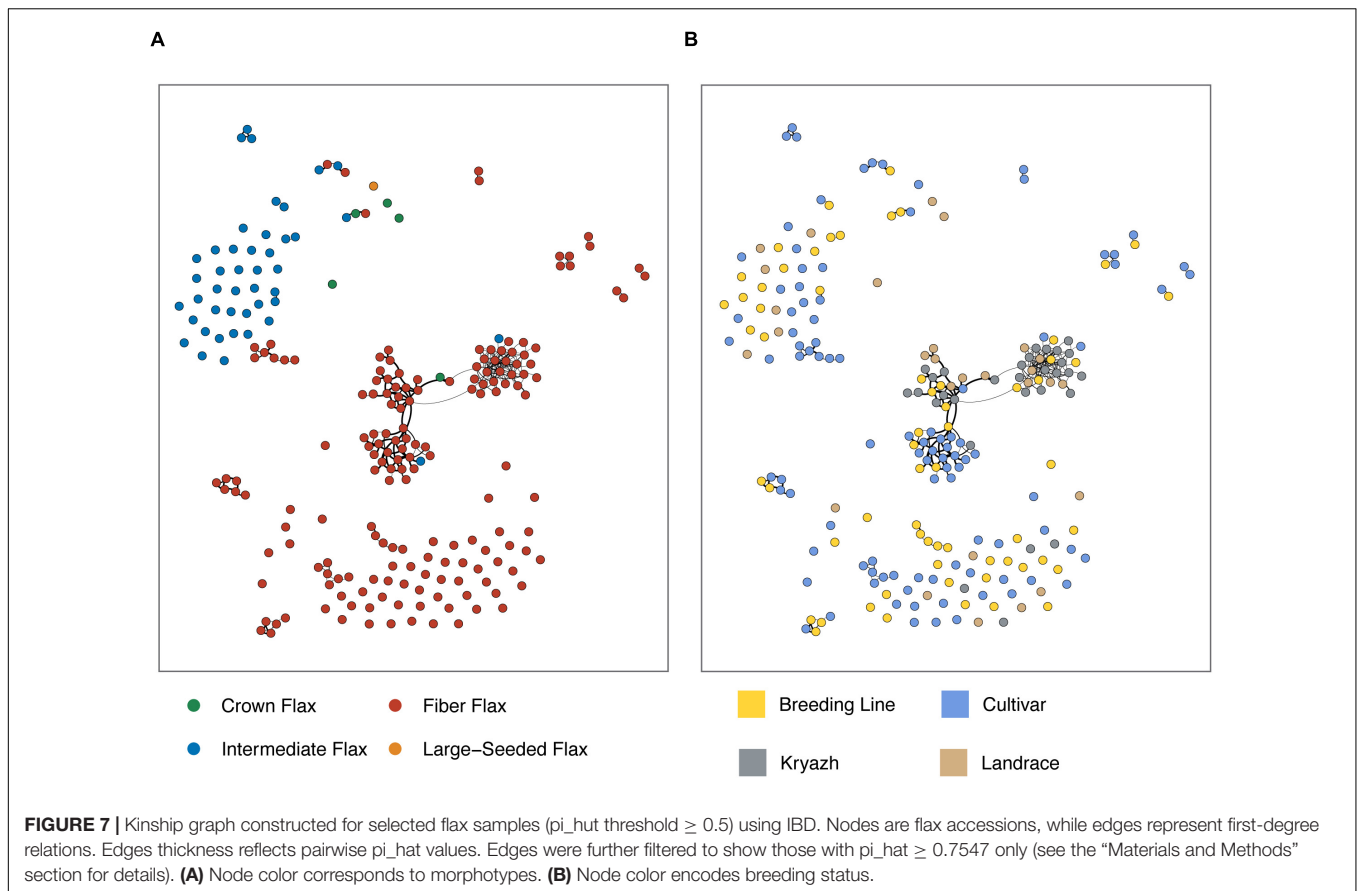 A
B
Crown Flax
Fiber Flax
Intermediate Flax
Large–Seeded Flax
Breeding Line
Cultivar
Kryazh
Landrace
FIGURE 7 | Kinship graph constructed for selected flax samples (pi_hut threshold ≥ 0.5) using IBD. Nodes are flax accessions, while edges represent first-degree
relations. Edges thickness reflects pairwise pi_hat values. Edges were further filtered to show those with pi_hat ≥ 0.7547 only (see the “Materials and Methods”
section for details). (A) Node color corresponds to morphotypes. (B) Node color encodes breeding status.